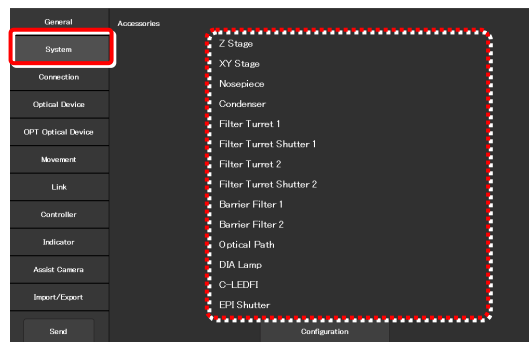 General
System
Connection
Optical Device
OPT Optical Device
Movement
Link
Controller
Indicator
Assist Camera
Import/Export
Send
Accessories
Z Stage
XY Stage
Nosepiece
Condenser
Filter Turret 1
Filter Turret Shutter 1
Filter Turret 2
Filter Turret Shutter 2
Barrier Filter 1
Barrier Filter 2
Optical Path
DIA Lamp
C-LEDFI
EPI Shutter
Configuration